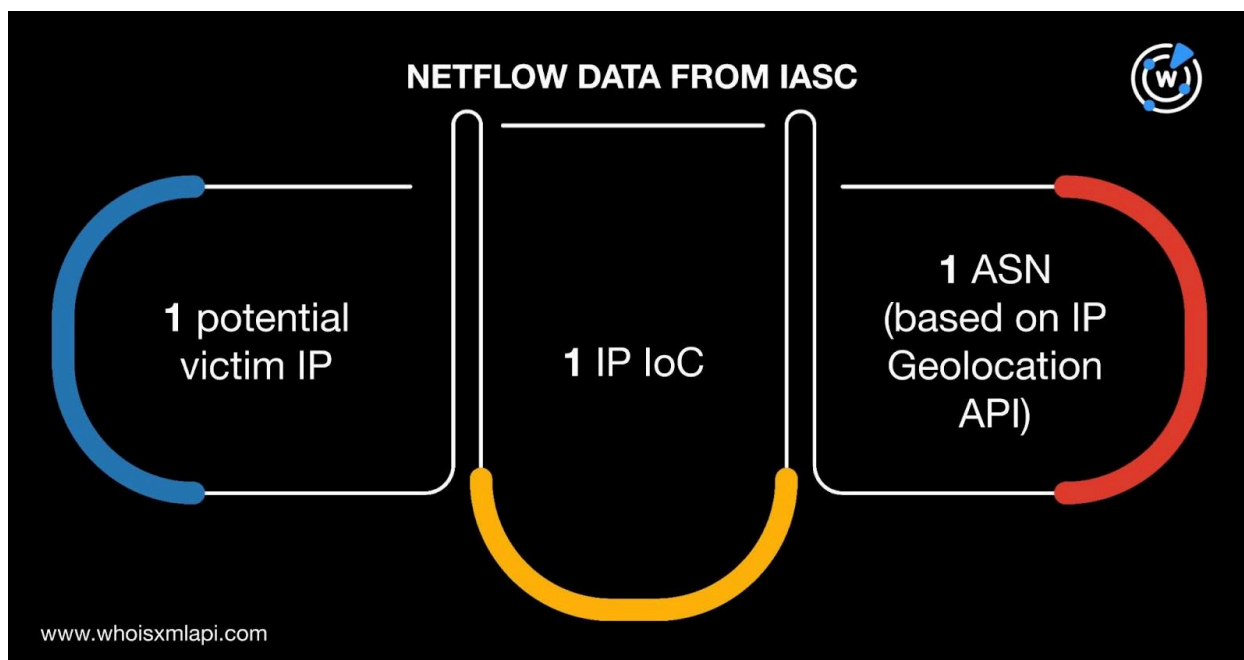 NETFLOW DATA FROM IASC
W
1 potential
victim IP
1 IP IoC
1 ASN
(based on IP
Geolocation
API)
www.whoisxmlapi.com